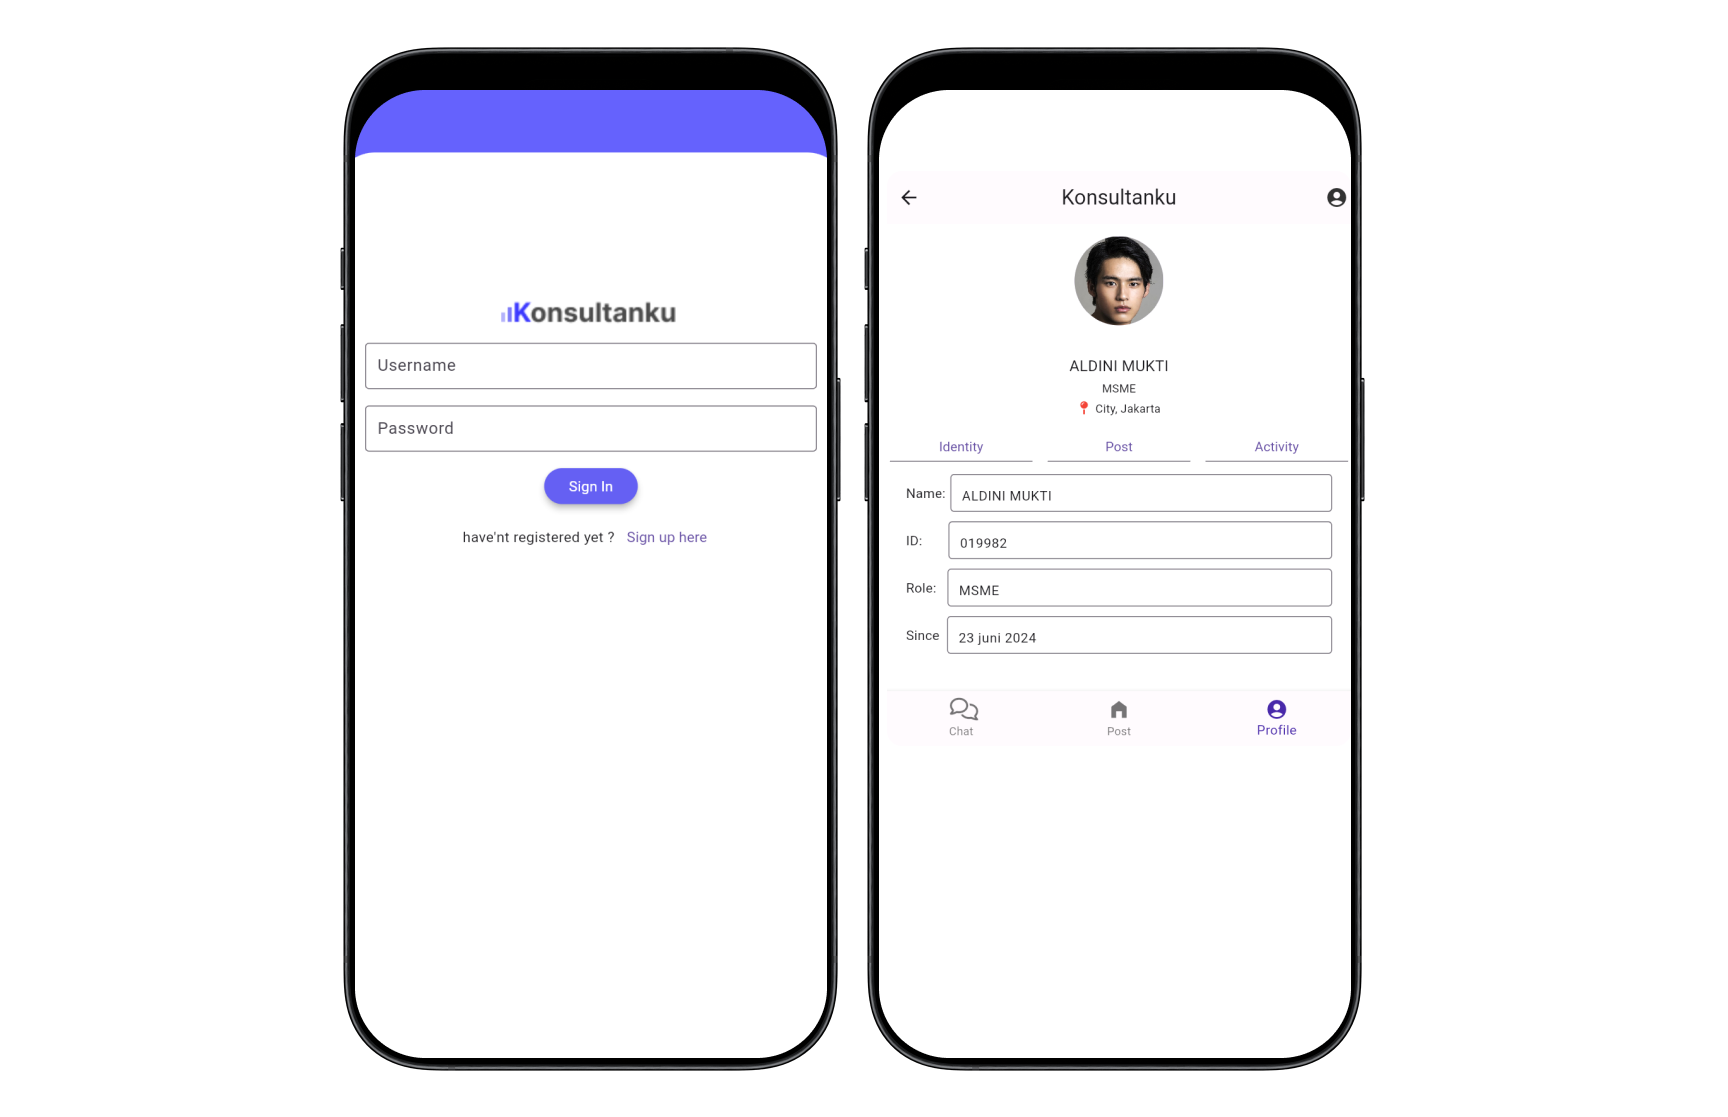 Konsultanku
Username
Password
Sign In
have'nt registered yet ? Sign up here
Konsultanku
ALDINI MUKTI
MSME
📍 City, Jakarta
Identity Post Activity
Name: ALDINI MUKTI
ID: 019982
Role: MSME
Since 23 juni 2024
Chat Post Profile